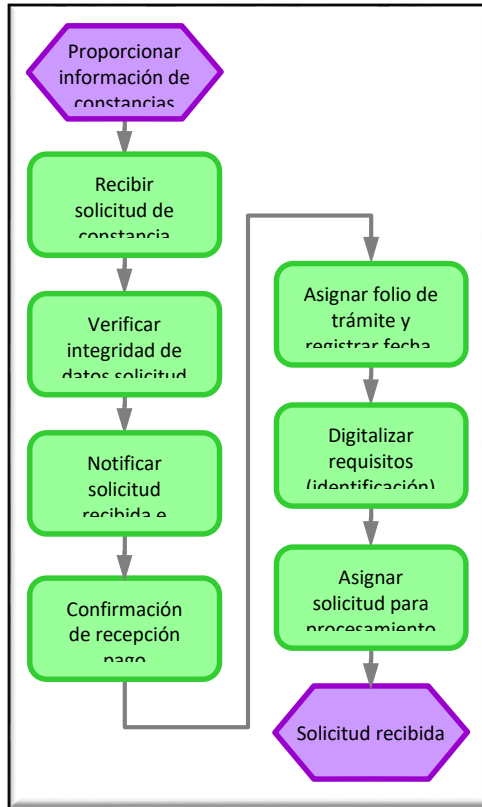 Proporcionar
información de
constancias
Recibir
solicitud de
constancia
Verificar
integridad de
datos solicitud
Notificar
solicitud
recibida e
Confirmación
de recepción
pago
Asignar folio de
trámite y
registrar fecha
Digitalizar
requisitos
(identificación)
Asignar
solicitud para
procesamiento
Solicitud recibida